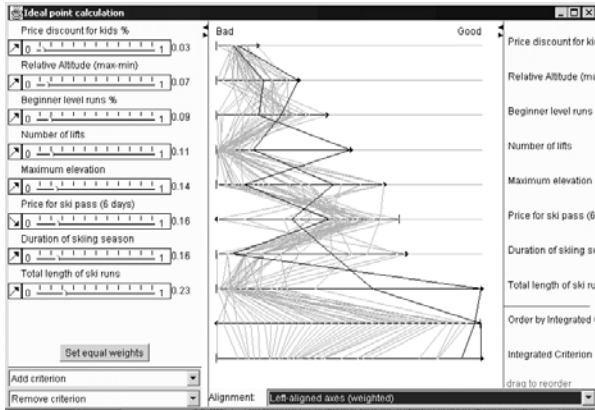 Ideal point calculation
Price discount for kids %
0 1 0.03
Relative Altitude (max-min)
0 1 0.07
Beginner level runs %
0 1 0.09
Number of lifts
0 1 0.11
Maximum elevation
0 1 0.14
Price for ski pass (6 days)
0 1 0.16
Duration of skiing season
0 1 0.16
Total length of ski runs
0 1 0.23
Set equal weights
Add criterion
Remove criterion
Bad Good
Alignment: Left-aligned axes (weighted)
Price discount for ki
Relative Altitude (ma
Beginner level runs
Number of lifts
Maximum elevation
Price for ski pass (6
Duration of skiing se
Total length of ski ru
Order by Integrated
Integrated Criterion
drag to reorder